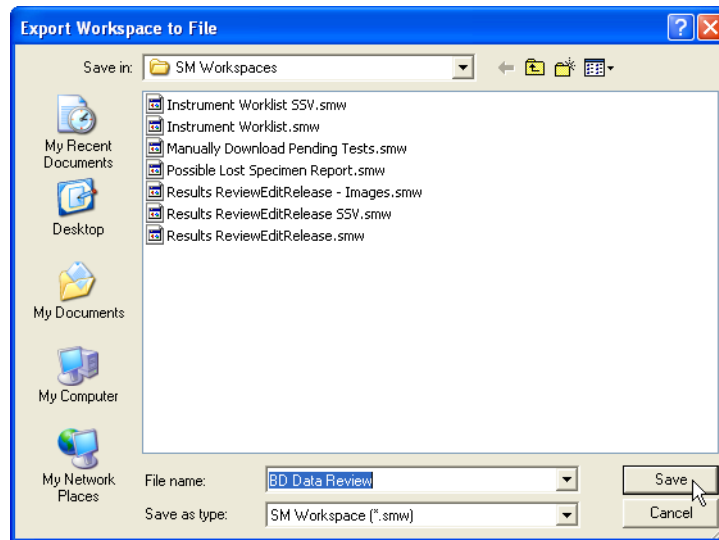 Export Workspace to File
Save in:
SM Workspaces
My Recent
Documents
Desktop
My Documents
My Computer
My Network
Places
Instrument Worklist SSV.smw
Instrument Worklist.smw
Manually Download Pending Tests.smw
Possible Lost Specimen Report.smw
Results ReviewEditRelease - Images.smw
Results ReviewEditRelease SSV.smw
Results ReviewEditRelease.smw
File name:
BD Data Review
Save
Save as type:
SM Workspace (*.smw)
Cancel